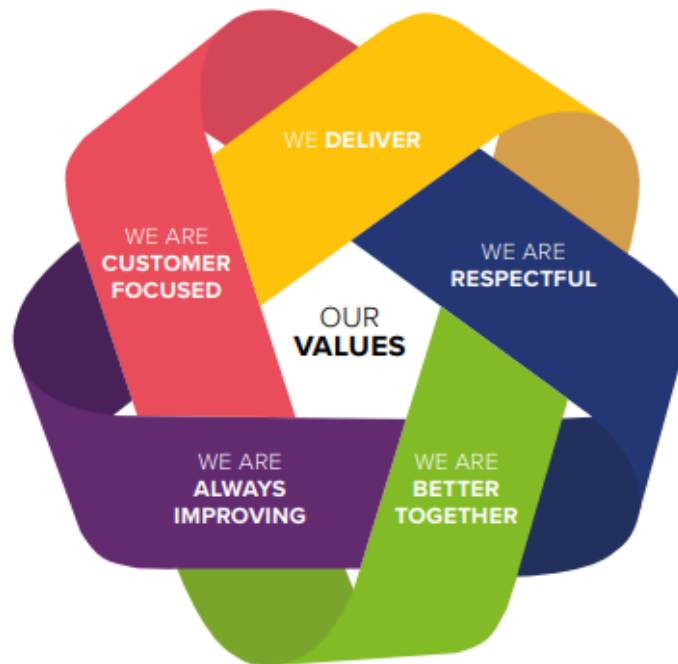 WE DELIVER
WE ARE
CUSTOMER
FOCUSED
WE ARE
RESPECTFUL
OUR
VALUES
WE ARE
ALWAYS
IMPROVING
WE ARE
BETTER
TOGETHER